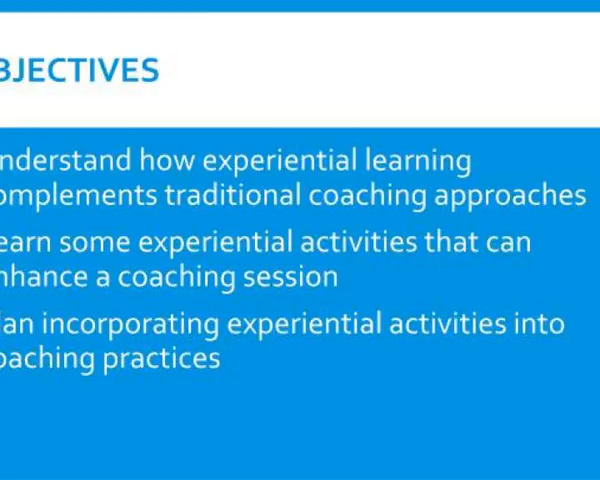 BJECTIVES
nderstand how experiential learning
omplements traditional coaching approaches
earn some experiential activities that can
nhance a coaching session
lan incorporating experiential activities into
oaching practices